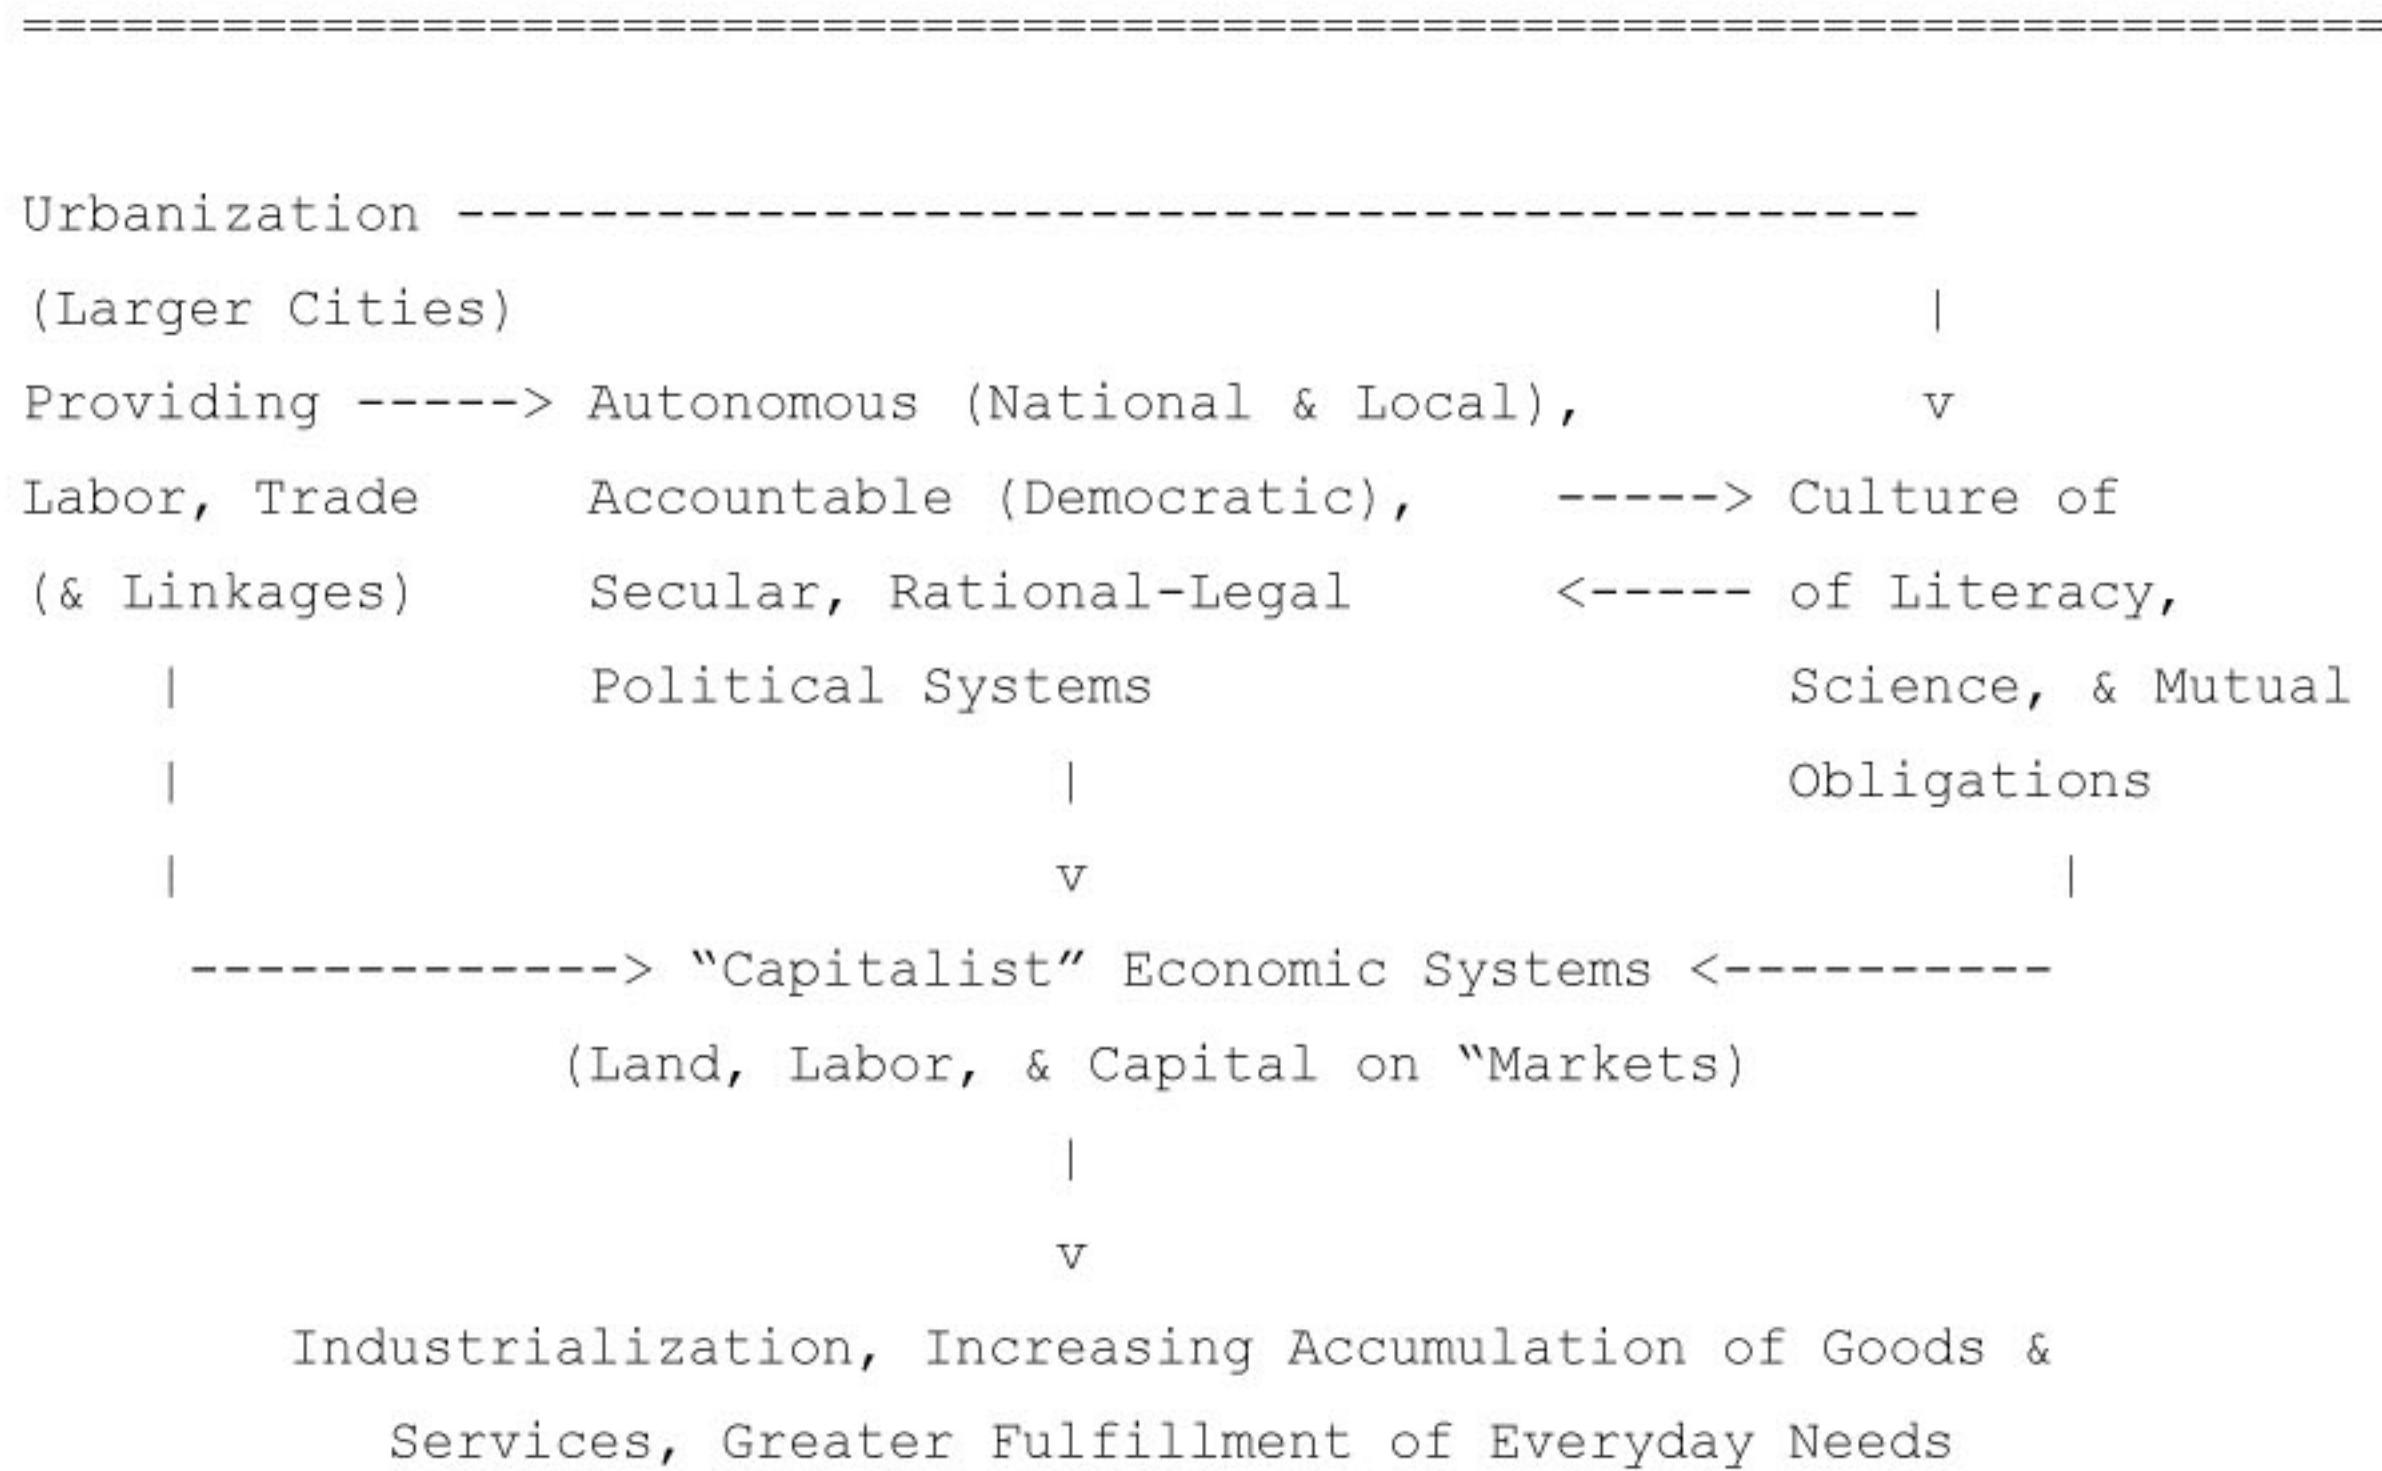 ================================================================================
Urbanization --------------------------------------------
(Larger Cities) |
Providing -----> Autonomous (National & Local), v
Labor, Trade Accountable (Democratic), -----> Culture of
(& Linkages) Secular, Rational-Legal <----- of Literacy,
| Political Systems Science, & Mutual
| | Obligations
| v |
-------------> “Capitalist” Economic Systems <----------
(Land, Labor, & Capital on “Markets)
|
v
Industrialization, Increasing Accumulation of Goods &
Services, Greater Fulfillment of Everyday Needs